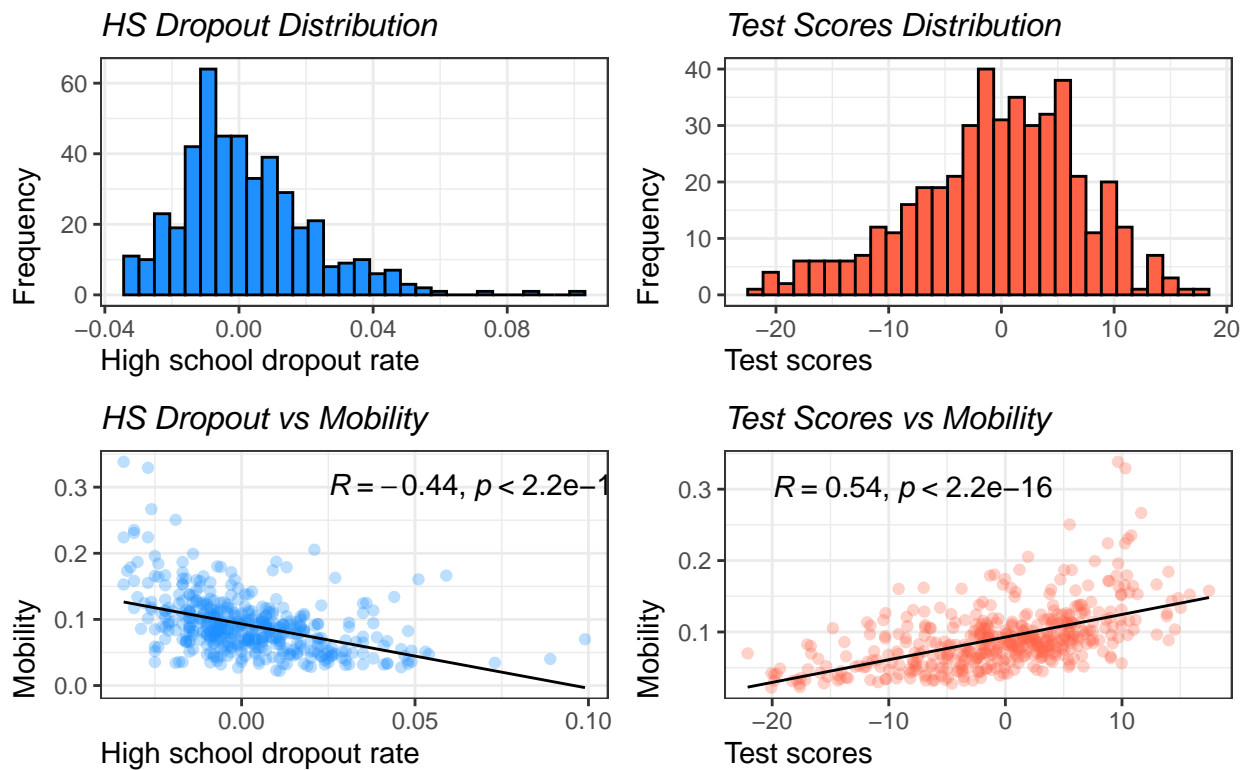 HS Dropout Distribution
Test Scores Distribution
Frequency
60
40
20
0
−0.04 0.00 0.04 0.08
High school dropout rate
Frequency
40
30
20
10
0
−20 −10 0 10 20
Test scores
HS Dropout vs Mobility
Test Scores vs Mobility
Mobility
0.3
0.2
0.1
0.0
R = −0.44, p < 2.2e−1
0.00 0.05 0.10
High school dropout rate
Mobility
0.3
0.2
0.1
R = 0.54, p < 2.2e−16
−20 −10 0 10
Test scores